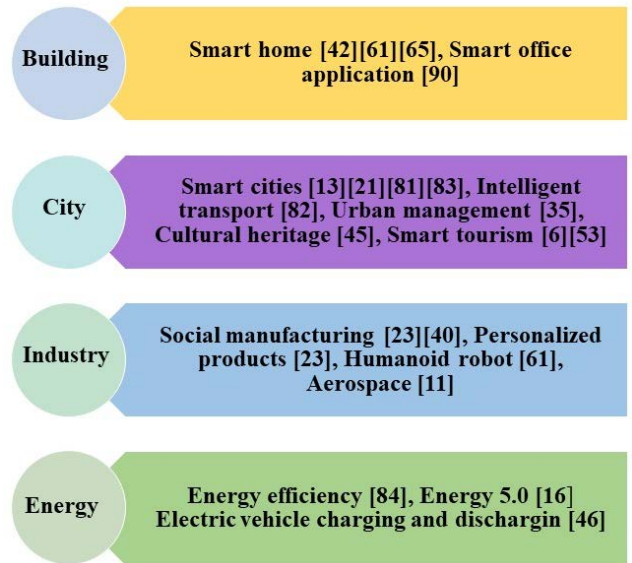 Building
Smart home [42][61][65], Smart office
application [90]
City
Smart cities [13][21][81][83], Intelligent
transport [82], Urban management [35],
Cultural heritage [45], Smart tourism [6][53]
Industry
Social manufacturing [23][40], Personalized
products [23], Humanoid robot [61],
Aerospace [11]
Energy
Energy efficiency [84], Energy 5.0 [16]
Electric vehicle charging and dischargin [46]